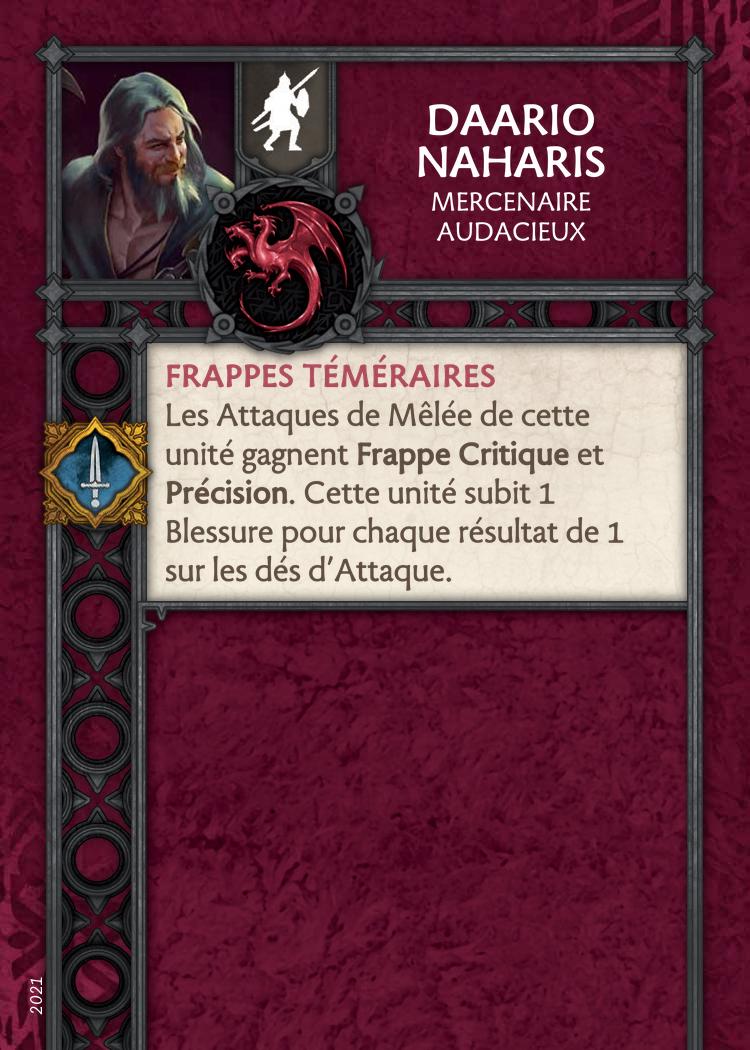 DAARIO
NAHARIS
MERCENAIRE
AUDACIEUX
FRAPPES TÉMÉRAIRES
Les Attaques de Mêlée de cette
unité gagnent Frappe Critique et
Précision. Cette unité subit 1
Blessure pour chaque résultat de 1
sur les dés d’Attaque.
2021